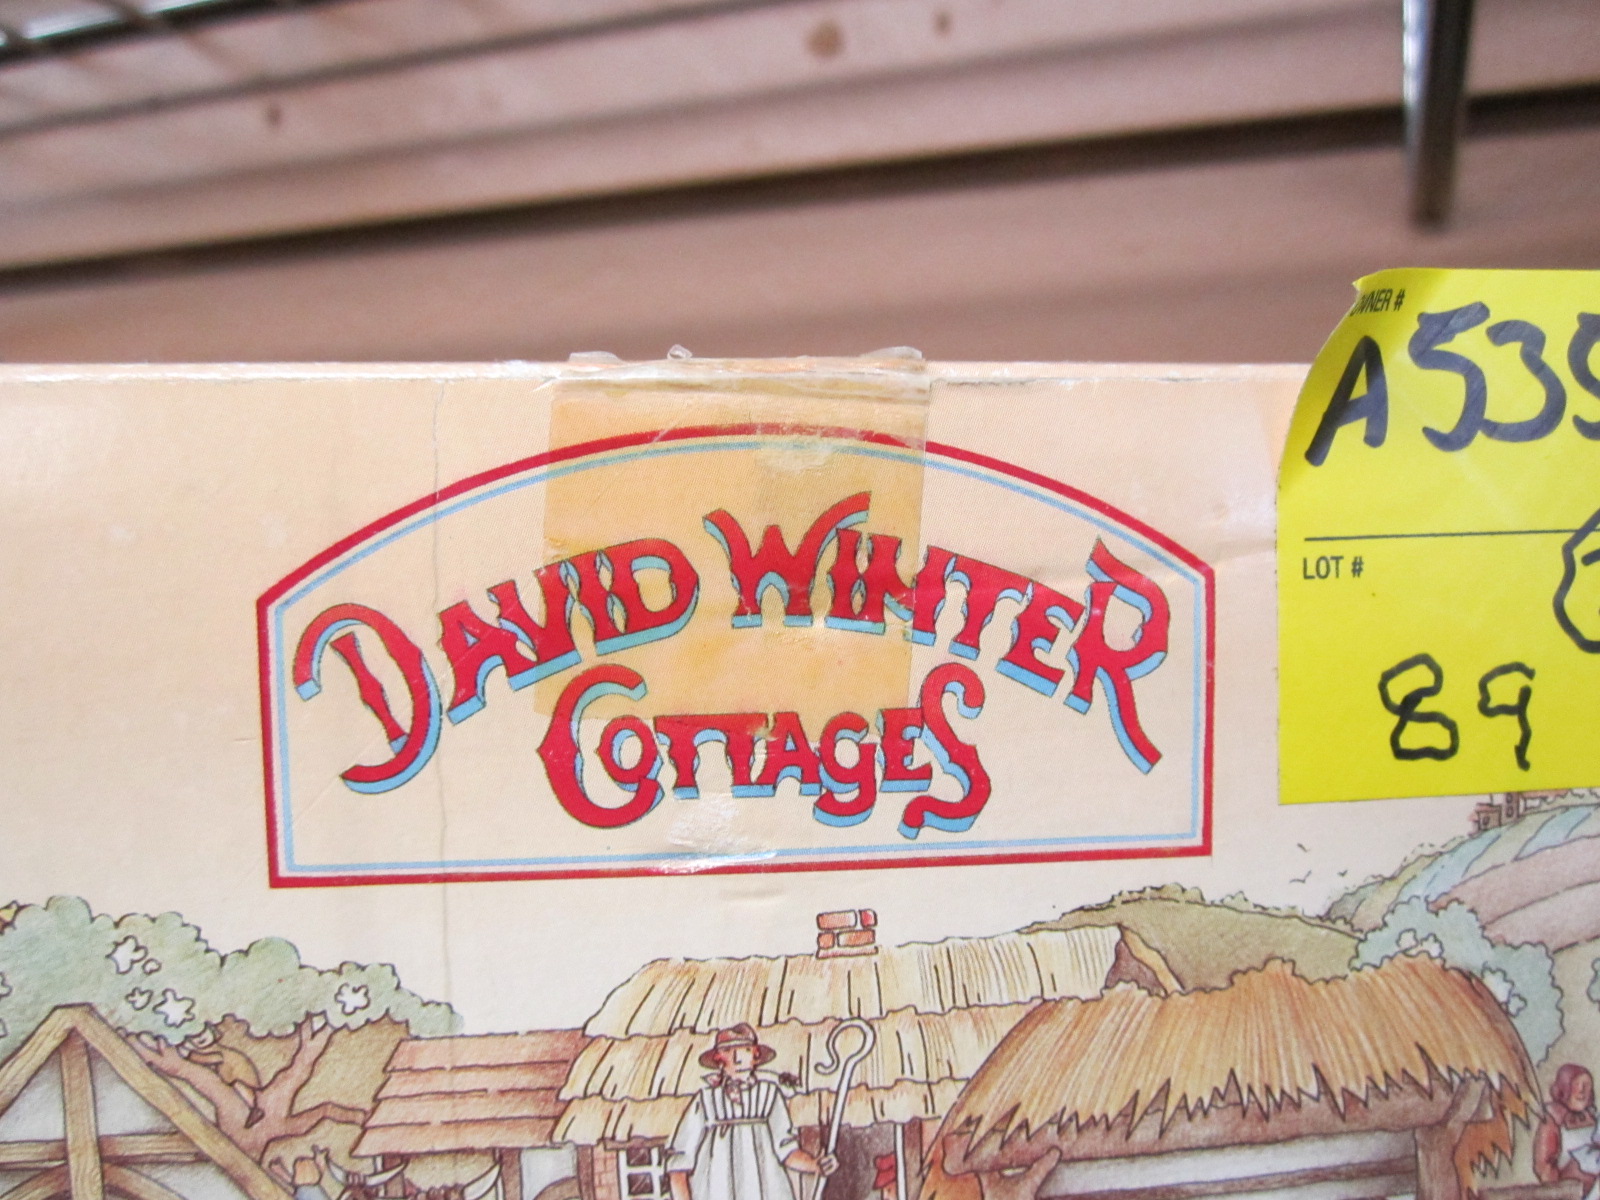 DAVID WINTER
COTTAGES
OWNER #
A535
LOT #
89